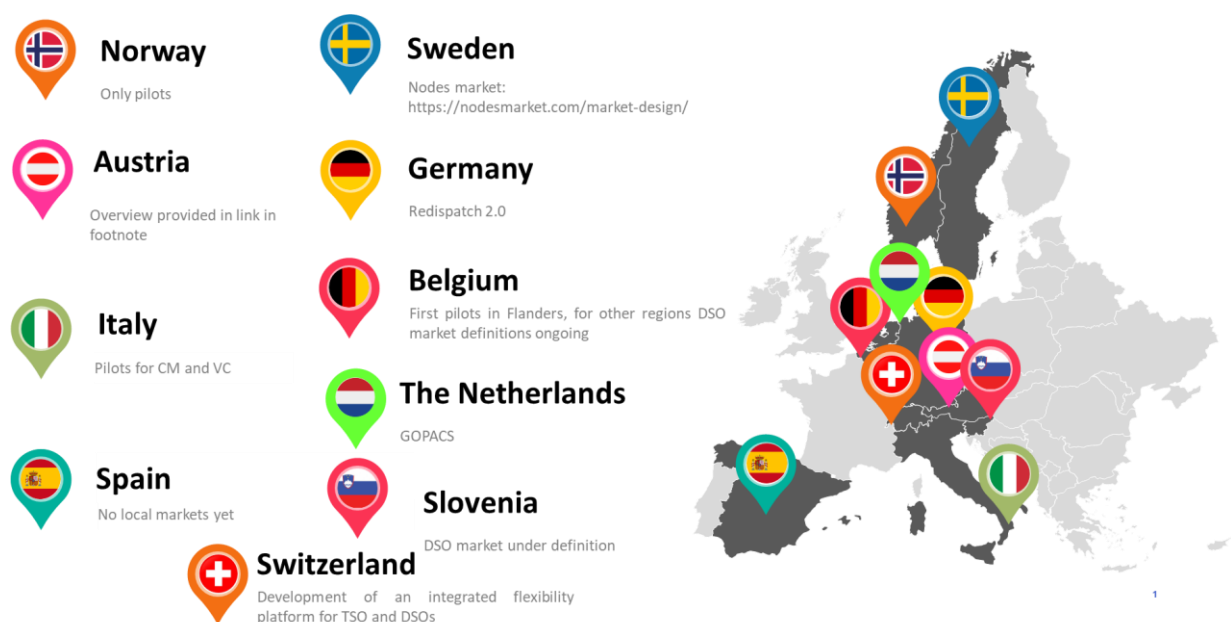 Norway
Only pilots
Sweden
Nodes market:
https://nodesmarket.com/market-design/
Austria
Overview provided in link in
footnote
Germany
Redispatch 2.0
Belgium
First pilots in Flanders, for other regions DSO
market definitions ongoing
Italy
Pilots for CM and VC
The Netherlands
GOPACS
Spain
No local markets yet
Slovenia
DSO market under definition
Switzerland
Development of an integrated flexibility
platform for TSO and DSOs
1